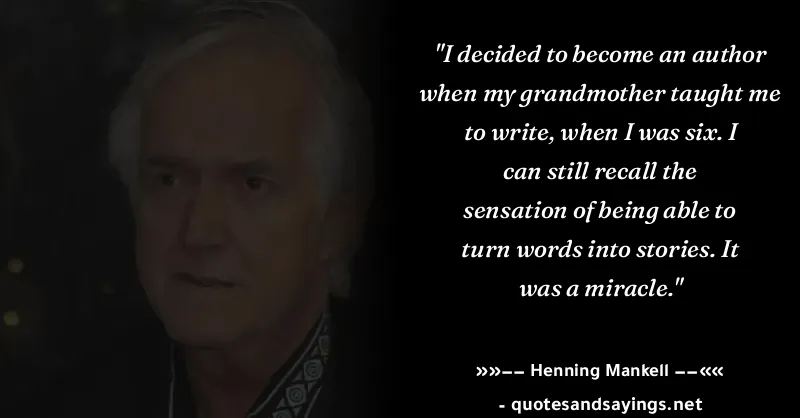 "I decided to become an author
when my grandmother taught me
to write, when I was six. I
can still recall the
sensation of being able to
turn words into stories. It
was a miracle."
»»−− Henning Mankell −−««
- quotesandsayings.net